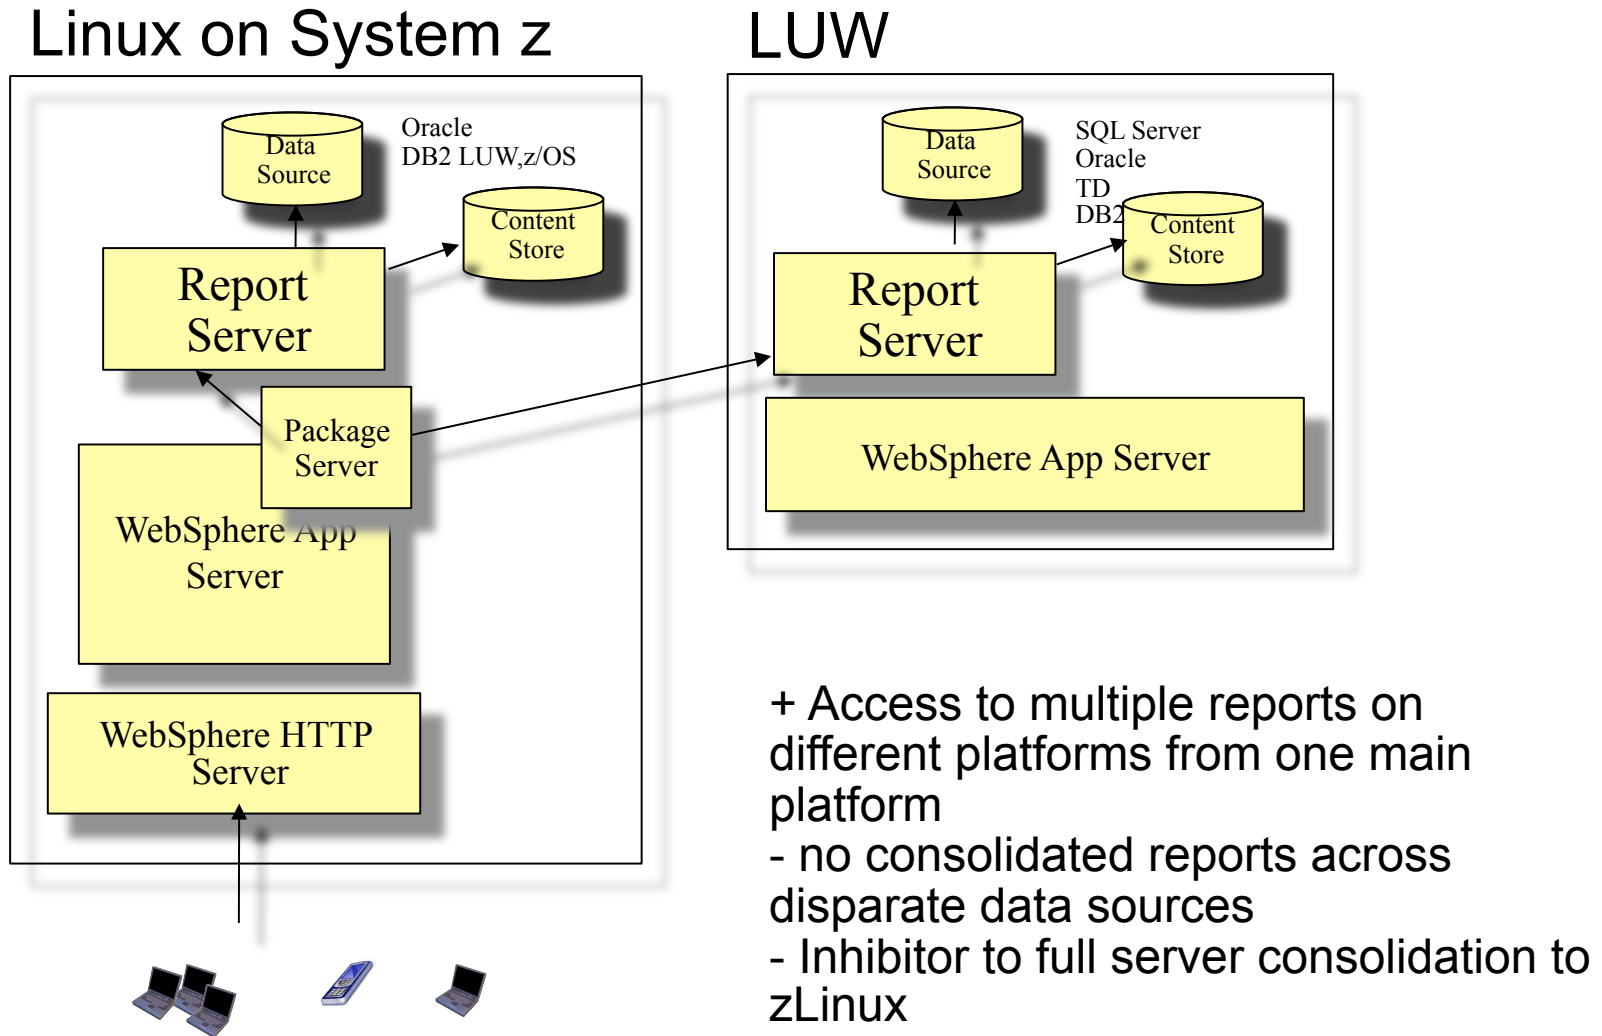 Linux on System z
LUW
Data
Source
Oracle
DB2 LUW,z/OS
Content
Store
Report
Server
Package
Server
WebSphere App
Server
WebSphere HTTP
Server
Data
Source
SQL Server
Oracle
TD
DB2
Content
Store
Report
Server
WebSphere App Server
+ Access to multiple reports on
different platforms from one main
platform
- no consolidated reports across
disparate data sources
- Inhibitor to full server consolidation to
zLinux